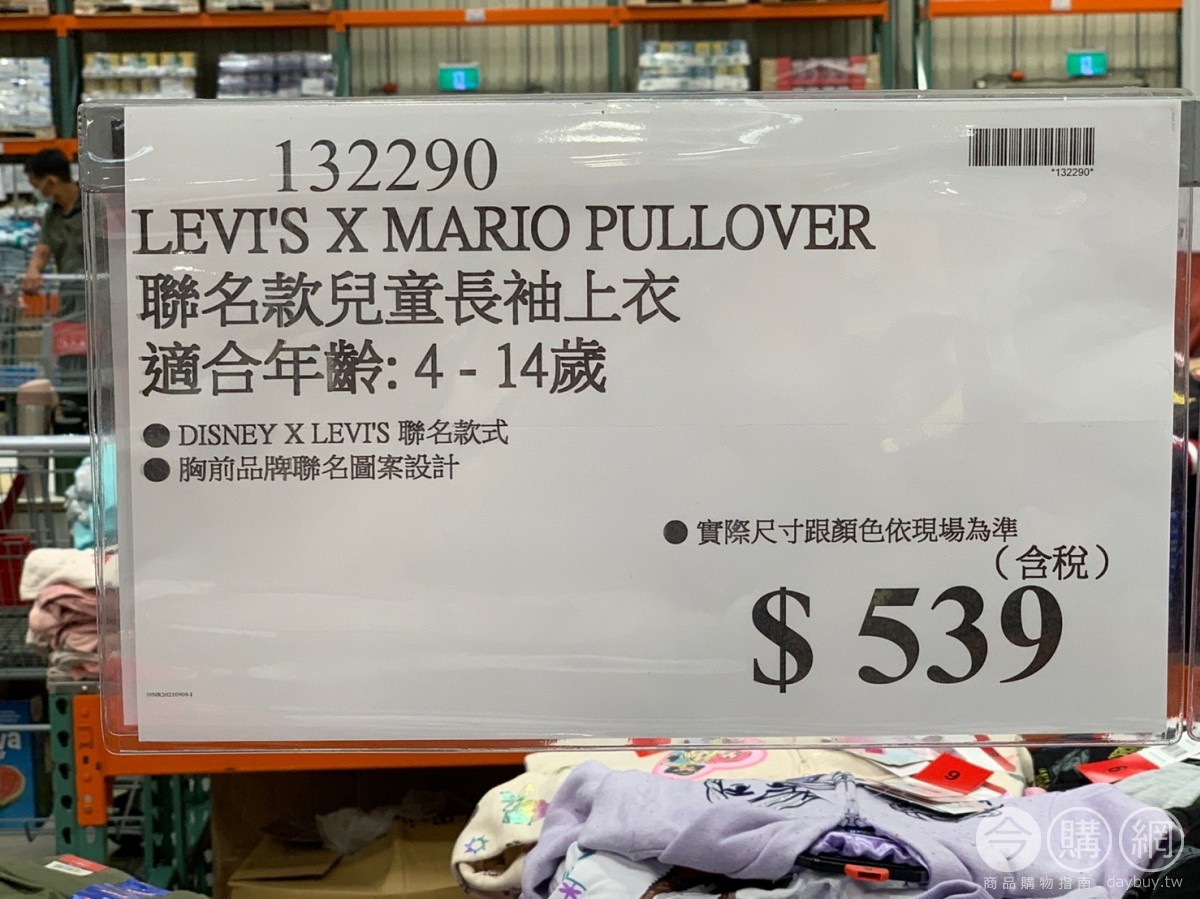 132290
*132290*
LEVI'S X MARIO PULLOVER
聯名款兒童長袖上衣
適合年齡: 4 - 14歲
● DISNEY X LEVI'S 聯名款式
● 胸前品牌聯名圖案設計
● 實際尺寸跟顏色依現場為準
（含稅）
$ 539
6
今購網
商品購物指南 daybuy.tw